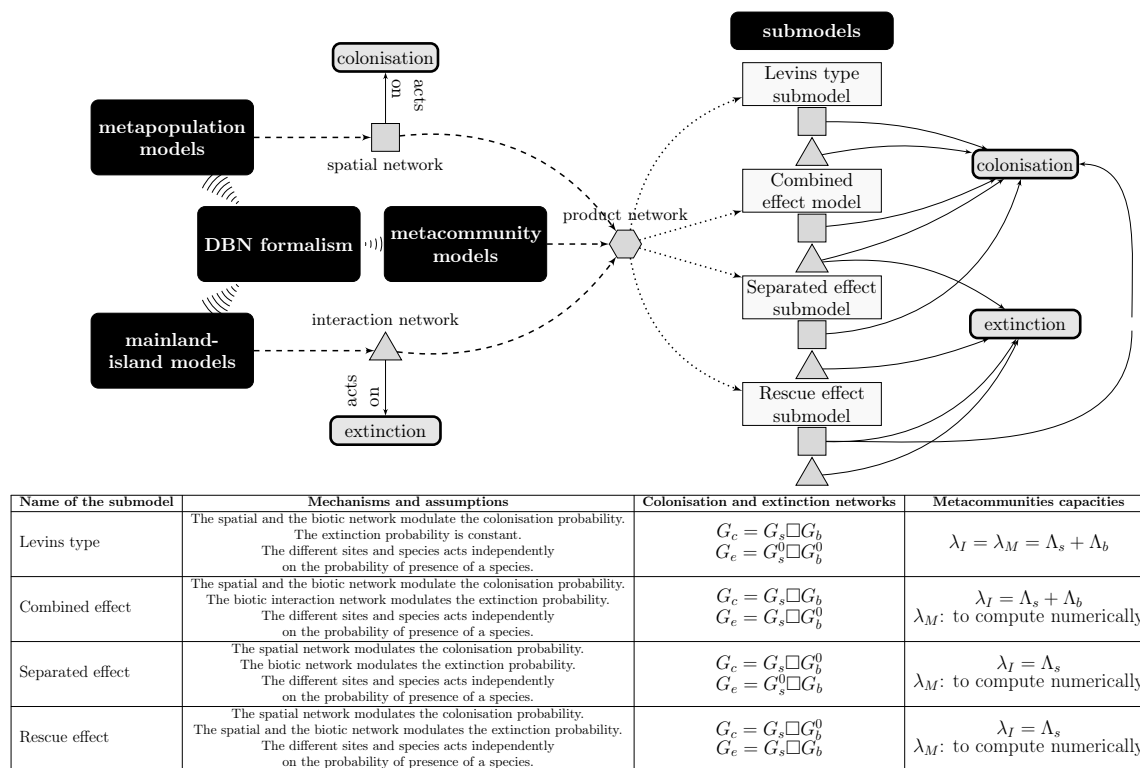 submodels
colonisation
acts
on
Levins type
submodel
metapopulation
models
spatial network
colonisation
Combined
effect model
DBN formalism
metacommunity
models
product network
Separated effect
submodel
interaction network
mainland-
island models
extinction
acts
on
Rescue effect
submodel
extinction
Name of the submodel | Mechanisms and assumptions | Colonisation and extinction networks | Metacommunities capacities
Levins type
The spatial and the biotic network modulate the colonisation probability.
The extinction probability is constant.
The different sites and species acts independently
on the probability of presence of a species.
G_c = G_s□G_b
G_e = G_s^0□G_b^0
λ_I = λ_M = Λ_s + Λ_b
Combined effect
The spatial and the biotic network modulate the colonisation probability.
The biotic interaction network modulates the extinction probability.
The different sites and species acts independently
on the probability of presence of a species.
G_c = G_s□G_b
G_e = G_s□G_b^0
λ_I = Λ_s + Λ_b
λ_M: to compute numerically
Separated effect
The spatial network modulates the colonisation probability.
The biotic network modulates the extinction probability.
The different sites and species acts independently
on the probability of presence of a species.
G_c = G_s□G_b^0
G_e = G_s^0□G_b
λ_I = Λ_s
λ_M: to compute numerically
Rescue effect
The spatial network modulates the colonisation probability.
The spatial and the biotic network modulates the extinction probability.
The different sites and species acts independently
on the probability of presence of a species.
G_c = G_s□G_b^0
G_e = G_s□G_b
λ_I = Λ_s
λ_M: to compute numerically